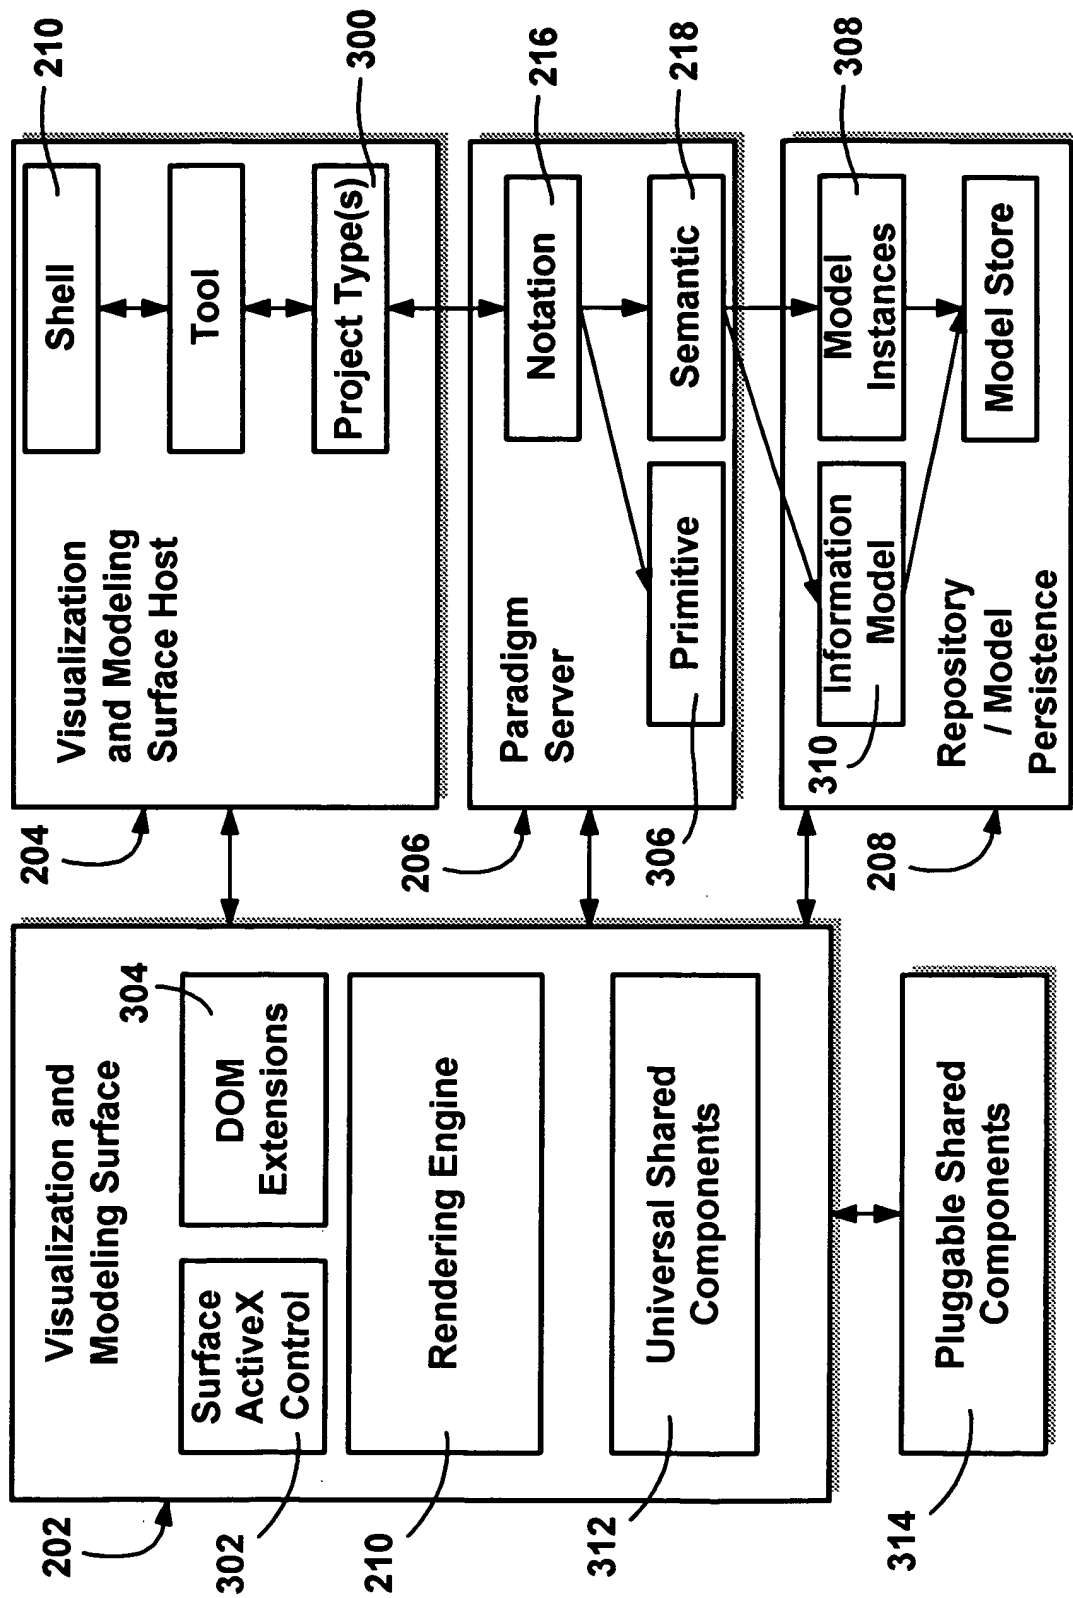 202
Visualization and
Modeling Surface
302
Surface
ActiveX
Control
304
DOM
Extensions
210
Rendering Engine
312
Universal Shared
Components
314
Pluggable Shared
Components
204
Visualization
and Modeling
Surface Host
210
Shell
Tool
300
Project Type(s)
206
Paradigm
Server
216
Notation
306
Primitive
218
Semantic
208
Repository
/ Model
Persistence
310
Information
Model
308
Model
Instances
Model Store